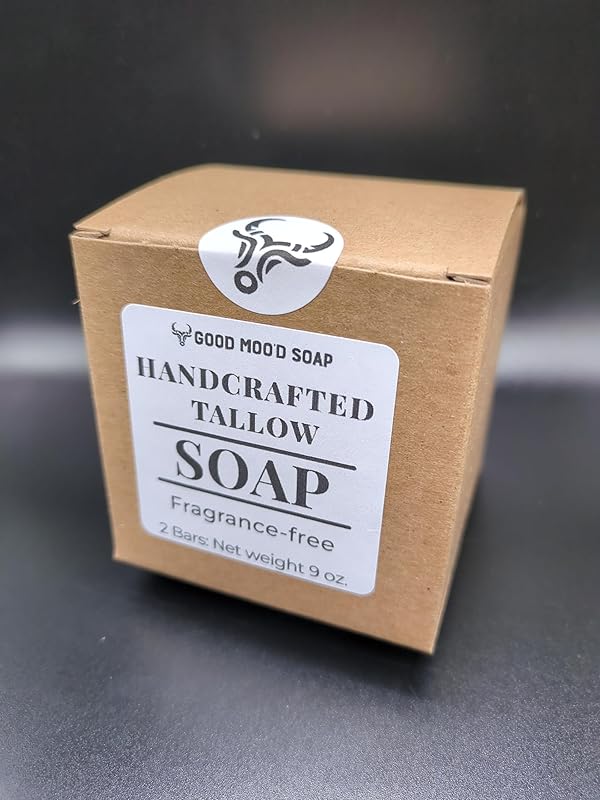 GOOD MOO'D SOAP
HANDCRAFTED
TALLOW
SOAP
Fragrance-free
2 Bars: Net weight 9 oz.